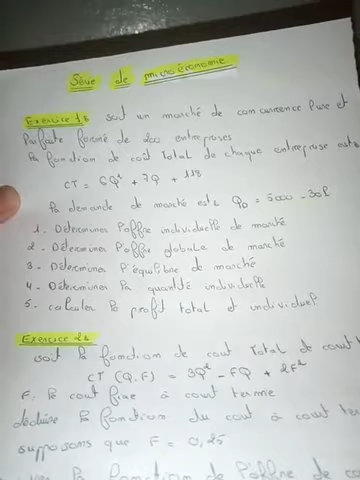 Série de microéconomie
Exercice 1: soit un marché de concurrence Pure et
Parfaite formé de 200 entreprises
La fonction de coût Total de chaque entreprise est:
CT = 6Q² + 7Q + 118
La demande de marché est: Q_D = 5000 - 30P
1. Déterminer l'offre individuelle de marché
2. Déterminer l'offre globale de marché
3. Déterminer l'équilibre de marché
4. Déterminer la quantité individuelle
5. calculer le profit total et individuel
Exercice 2:
soit la fonction de cout Total de court
CT (Q.F) = 3Q² - FQ + 2F²
F: le cout fixe à court terme
déduire la fonction du cout à court
supposons que F = 0,25
la fonction de l'offre de